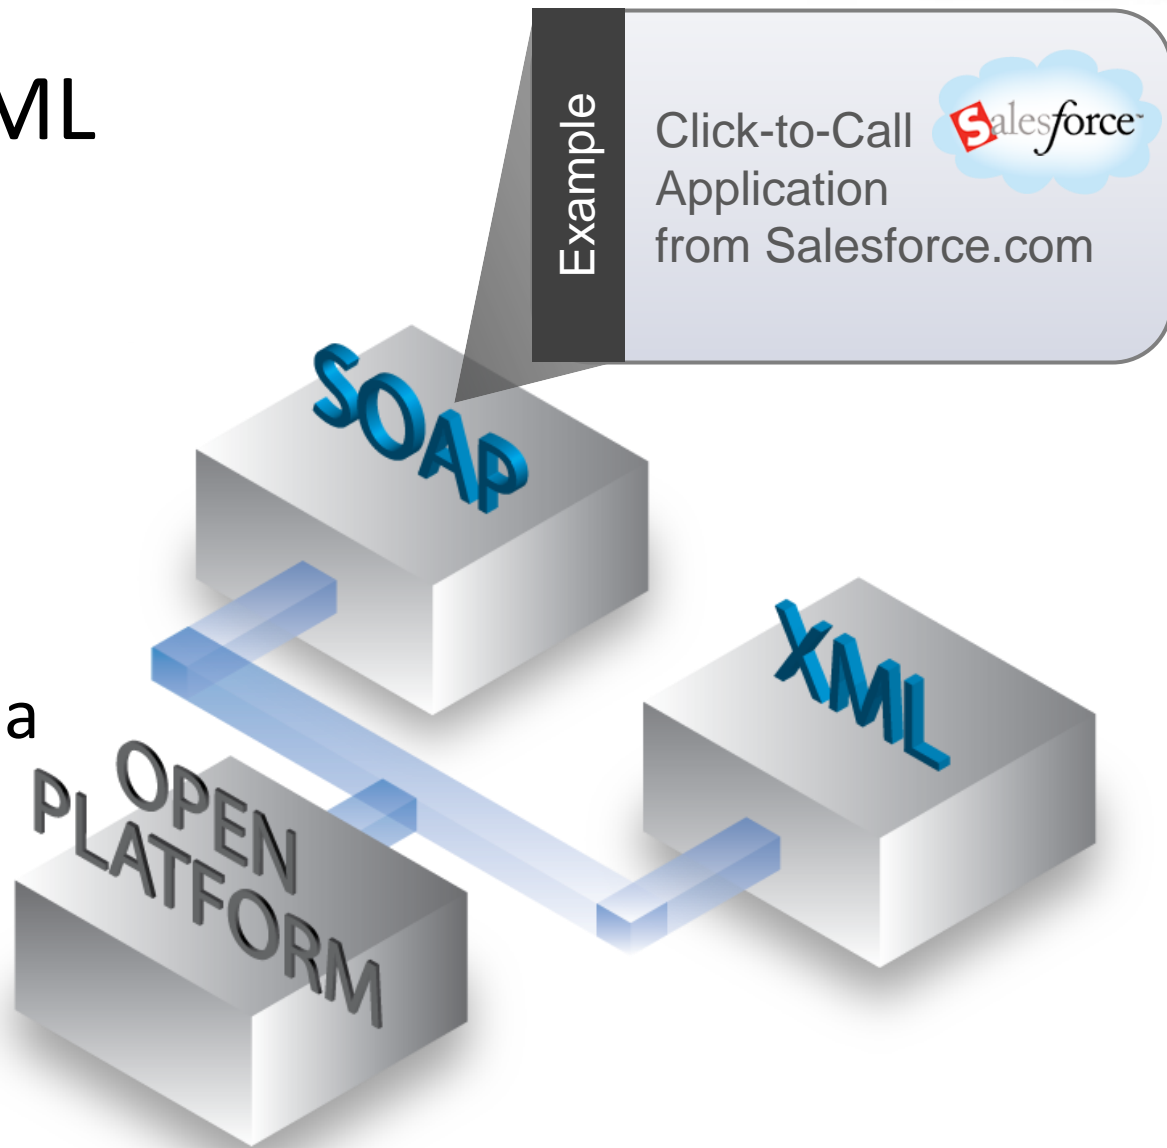 ML
Example
Click-to-Call
Application
from Salesforce.com
Salesforce
SOAP
XML
a
OPEN
PLATFORM